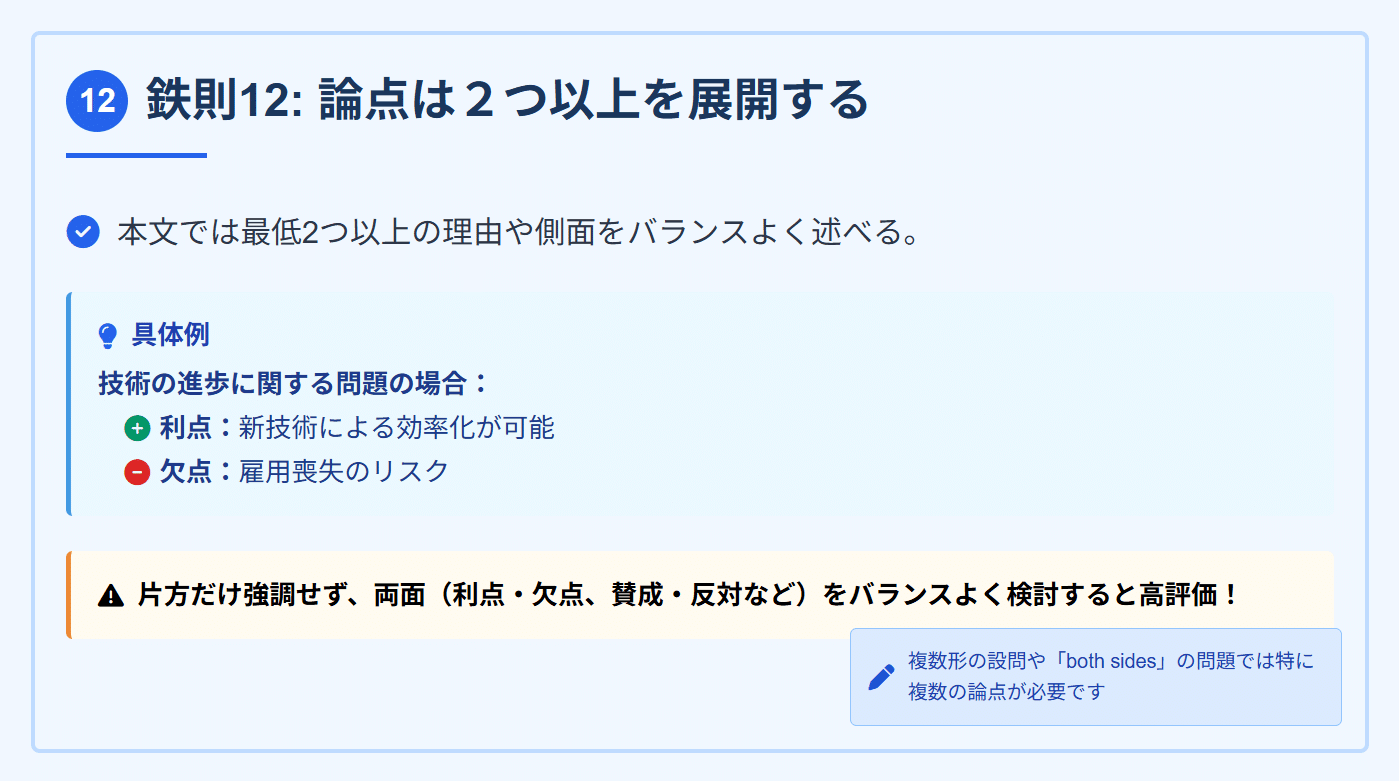 12 鉄則12: 論点は２つ以上を展開する
本文では最低2つ以上の理由や側面をバランスよく述べる。
具体例
技術の進歩に関する問題の場合：
利点：新技術による効率化が可能
欠点：雇用喪失のリスク
片方だけ強調せず、両面（利点・欠点、賛成・反対など）をバランスよく検討すると高評価！
複数形の設問や「both sides」の問題では特に
複数の論点が必要です